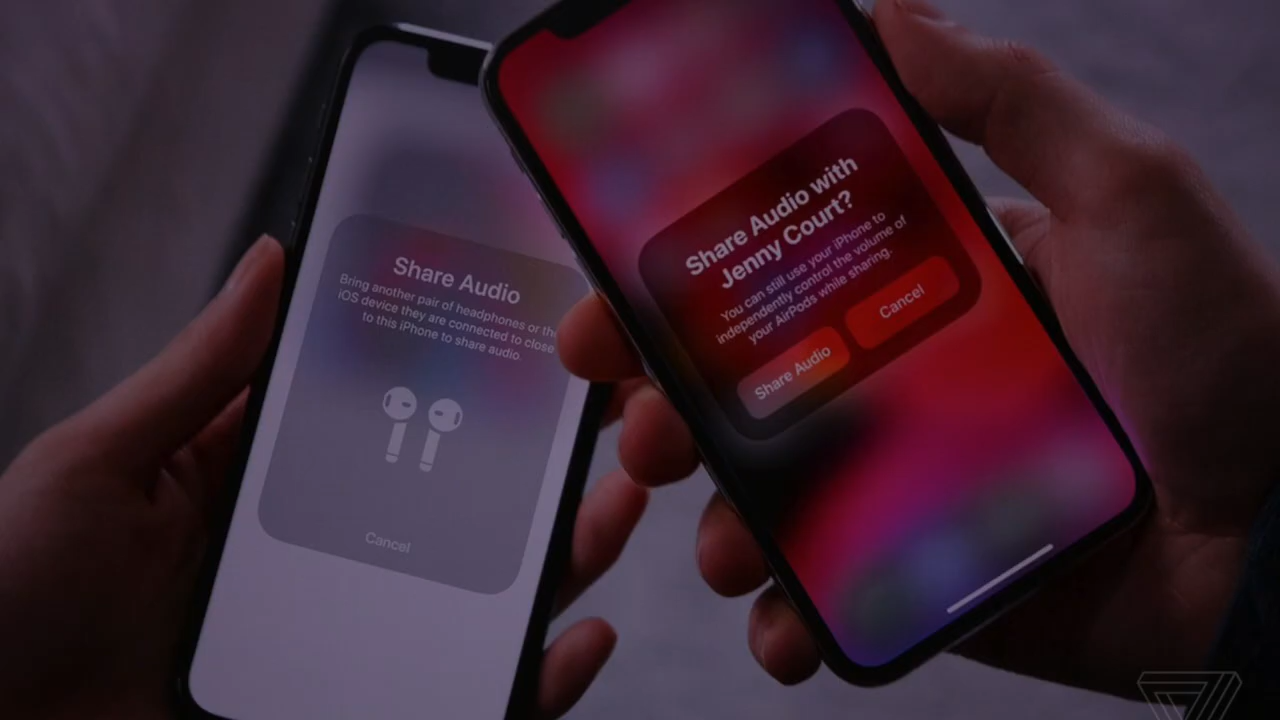 Share Audio
Bring another pair of headphones or the
iOS device they are connected to close
to this iPhone to share audio.
Cancel
Share Audio with
Jenny Court?
You can still use your iPhone to
independently control the volume of
your AirPods while sharing.
Share Audio
Cancel